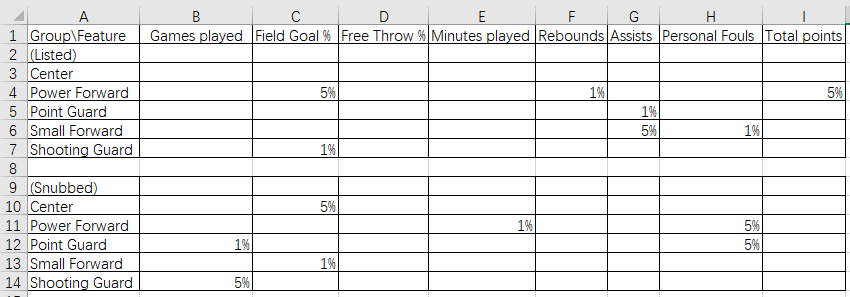 A B C D E F G H I
1 Group\Feature Games played Field Goal % Free Throw % Minutes played Rebounds Assists Personal Fouls Total points
2 (Listed)
3 Center
4 Power Forward 5% 1% 5%
5 Point Guard 1%
6 Small Forward 5% 1%
7 Shooting Guard 1%
8
9 (Snubbed)
10 Center 5%
11 Power Forward 1% 5%
12 Point Guard 1% 5%
13 Small Forward 1%
14 Shooting Guard 5%